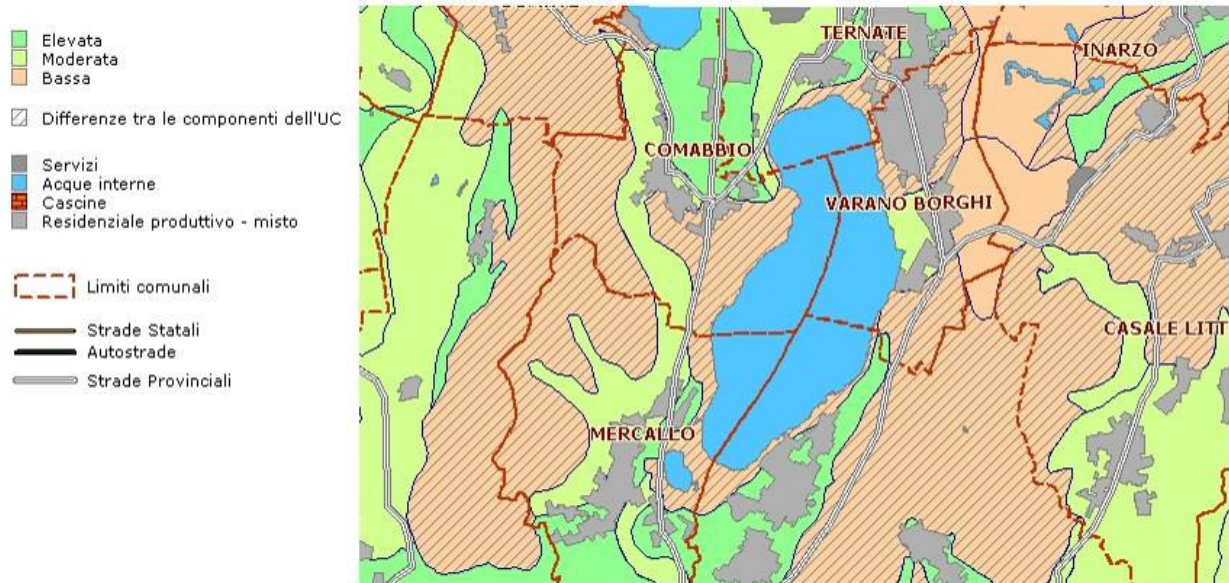 Elevata
Moderata
Bassa
Differenze tra le componenti dell'UC
Servizi
Acque interne
Cascine
Residenziale produttivo - misto
Limiti comunali
Strade Statali
Autostrade
Strade Provinciali
TERNATE
INARZO
COMABBIO
VARANO BORGHI
CASALE LITT
MERCALLO